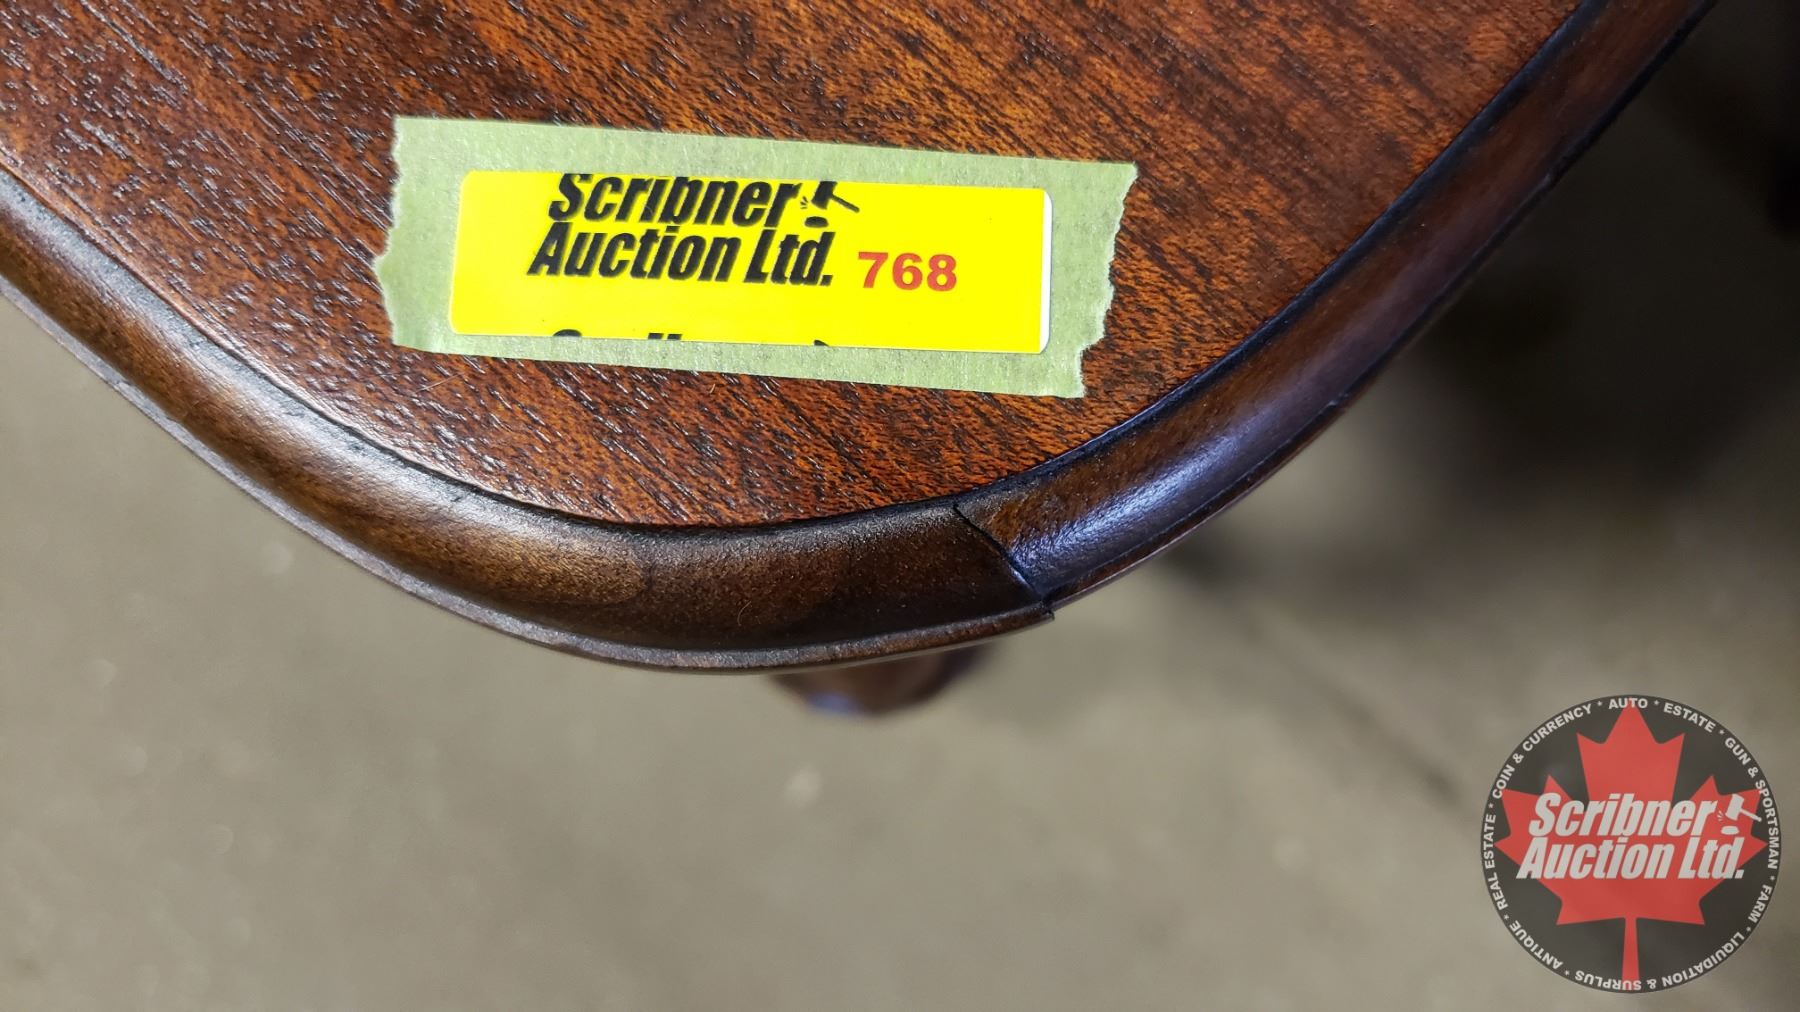 Scribner
Auction Ltd. 768
COIN & CURRENCY * AUTO * ESTATE * GUN & SPORTSMAN * FARM * LIQUIDATION & SURPLUS * ANTIQUE * REAL ESTATE *
Scribner
Auction Ltd.